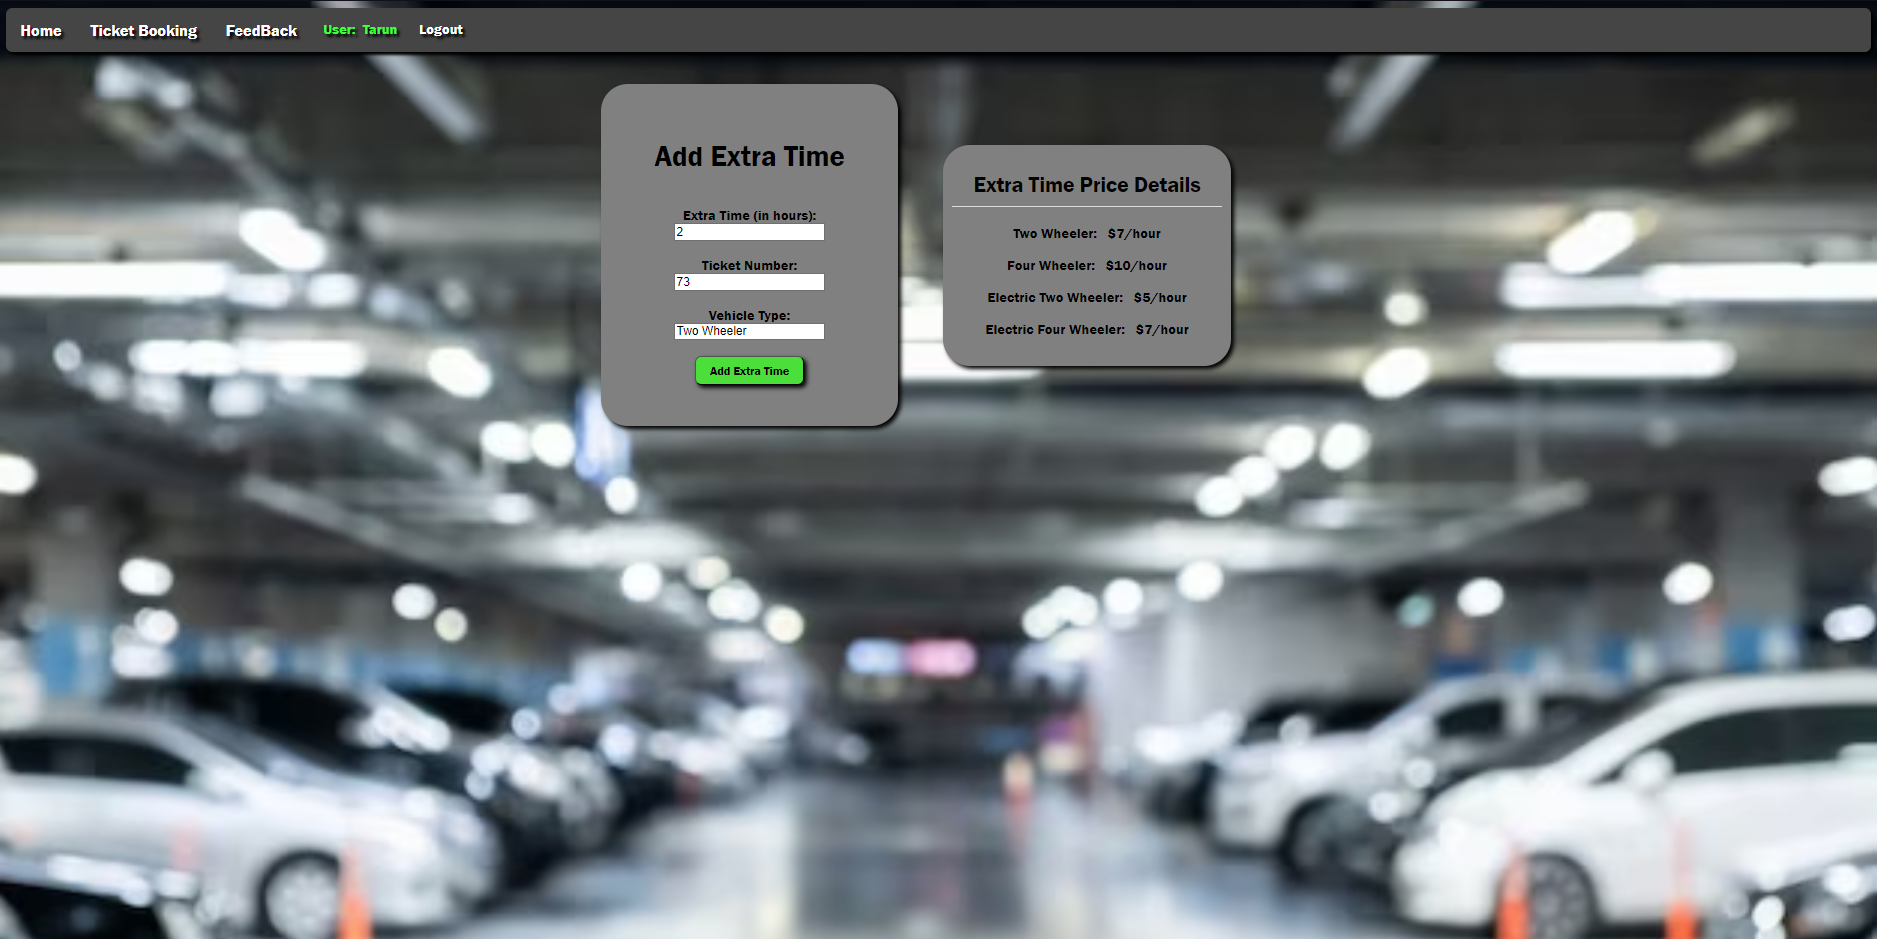 Home Ticket Booking FeedBack User: Tarun Logout
Add Extra Time
Extra Time (in hours):
2
Ticket Number:
73
Vehicle Type:
Two Wheeler
Add Extra Time
Extra Time Price Details
Two Wheeler: $7/hour
Four Wheeler: $10/hour
Electric Two Wheeler: $5/hour
Electric Four Wheeler: $7/hour